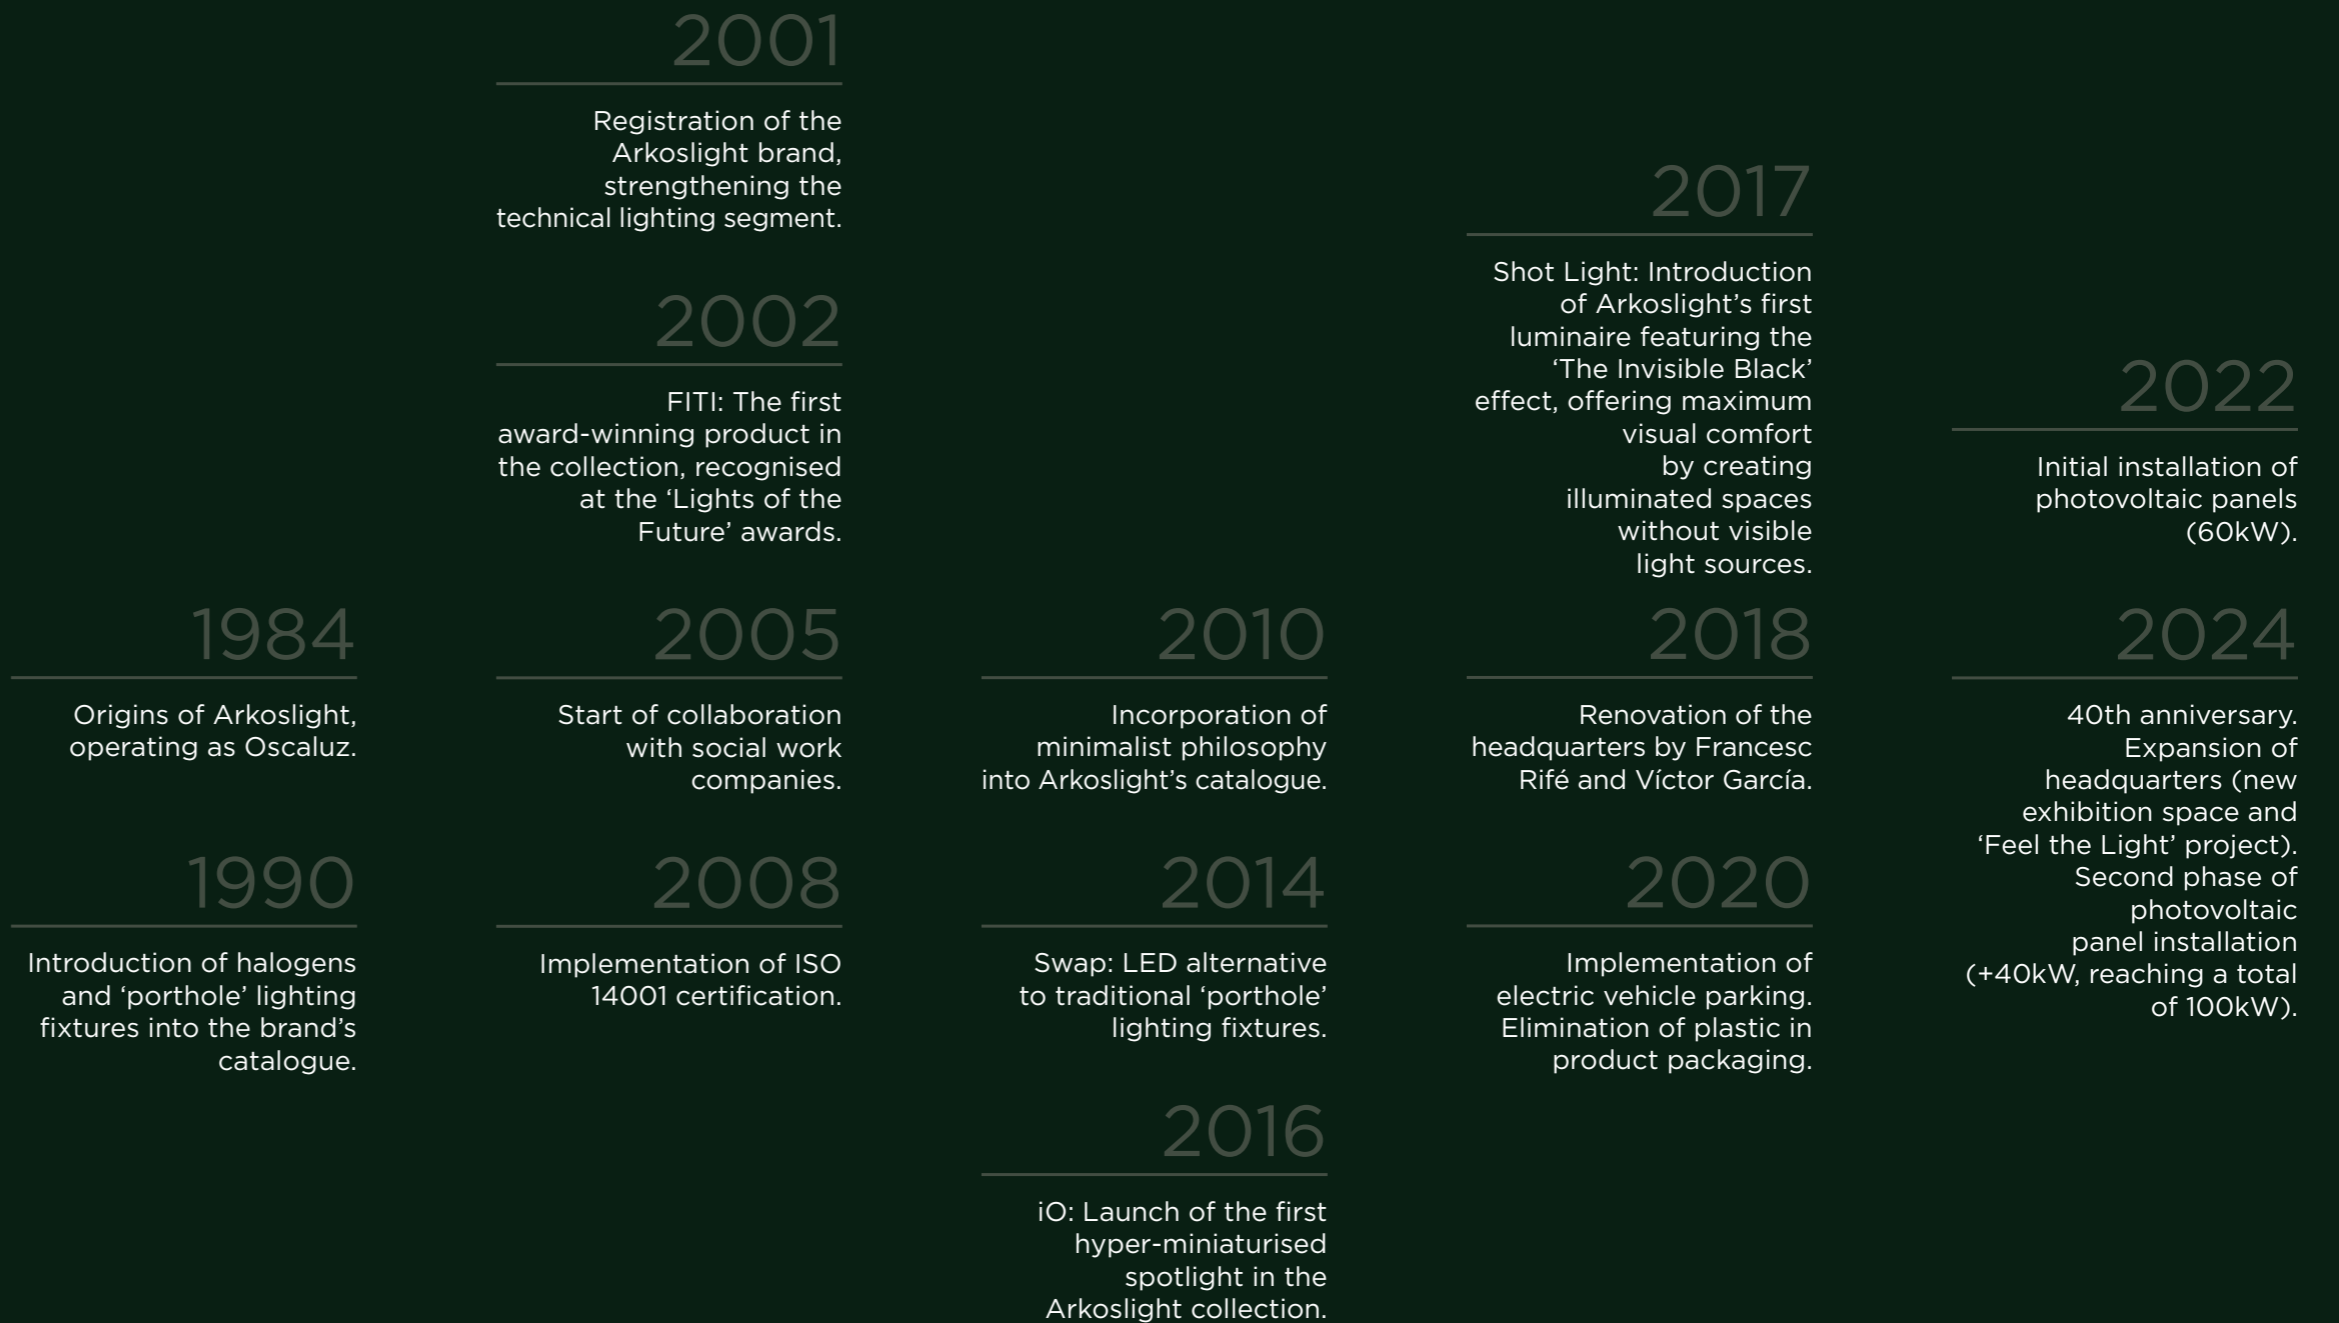 1984
Origins of Arkoslight,
operating as Oscaluz.
1990
Introduction of halogens
and ‘porthole’ lighting
fixtures into the brand’s
catalogue.
2001
Registration of the
Arkoslight brand,
strengthening the
technical lighting segment.
2002
FITI: The first
award-winning product in
the collection, recognised
at the ‘Lights of the
Future’ awards.
2005
Start of collaboration
with social work
companies.
2008
Implementation of ISO
14001 certification.
2010
Incorporation of
minimalist philosophy
into Arkoslight’s catalogue.
2014
Swap: LED alternative
to traditional ‘porthole’
lighting fixtures.
2016
iO: Launch of the first
hyper-miniaturised
spotlight in the
Arkoslight collection.
2017
Shot Light: Introduction
of Arkoslight’s first
luminaire featuring the
‘The Invisible Black’
effect, offering maximum
visual comfort
by creating
illuminated spaces
without visible
light sources.
2018
Renovation of the
headquarters by Francesc
Rifé and Víctor García.
2020
Implementation of
electric vehicle parking.
Elimination of plastic in
product packaging.
2022
Initial installation of
photovoltaic panels
(60kW).
2024
40th anniversary.
Expansion of
headquarters (new
exhibition space and
‘Feel the Light’ project).
Second phase of
photovoltaic
panel installation
(+40kW, reaching a total
of 100kW).